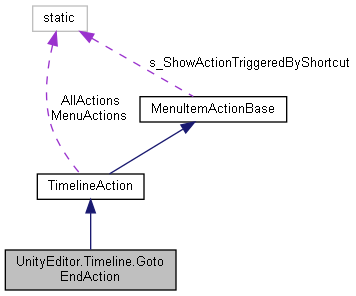 static
s_ShowActionTriggeredByShortcut
AllActions
MenuActions
MenuItemActionBase
TimelineAction
UnityEditor.Timeline.Goto
EndAction